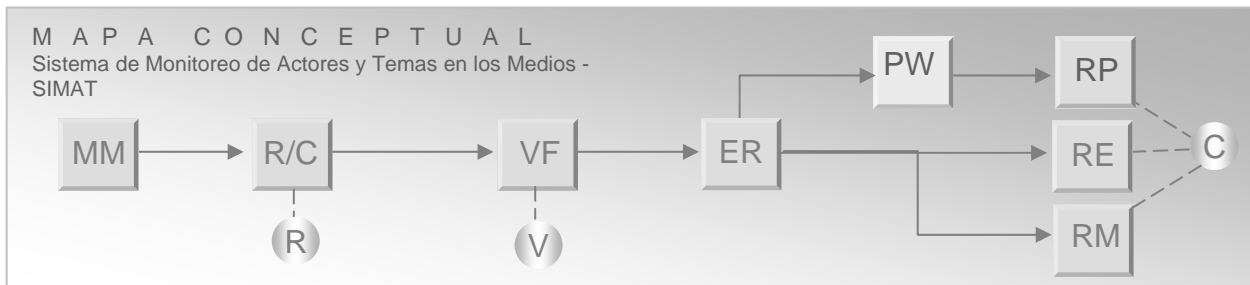 M A P A C O N C E P T U A L
Sistema de Monitoreo de Actores y Temas en los Medios -
SIMAT
MM
R/C
VF
ER
PW
RP
RE
RM
R
V
C